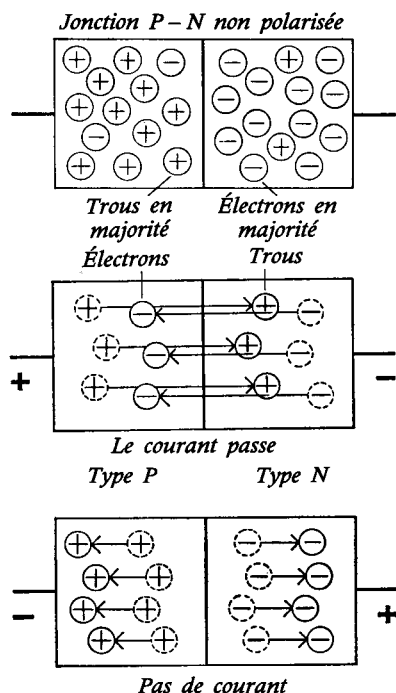 Jonction P – N non polarisée
Trous en majorité
Électrons en majorité
Électrons
Trous
+
−
Le courant passe
Type P
Type N
−
+
Pas de courant